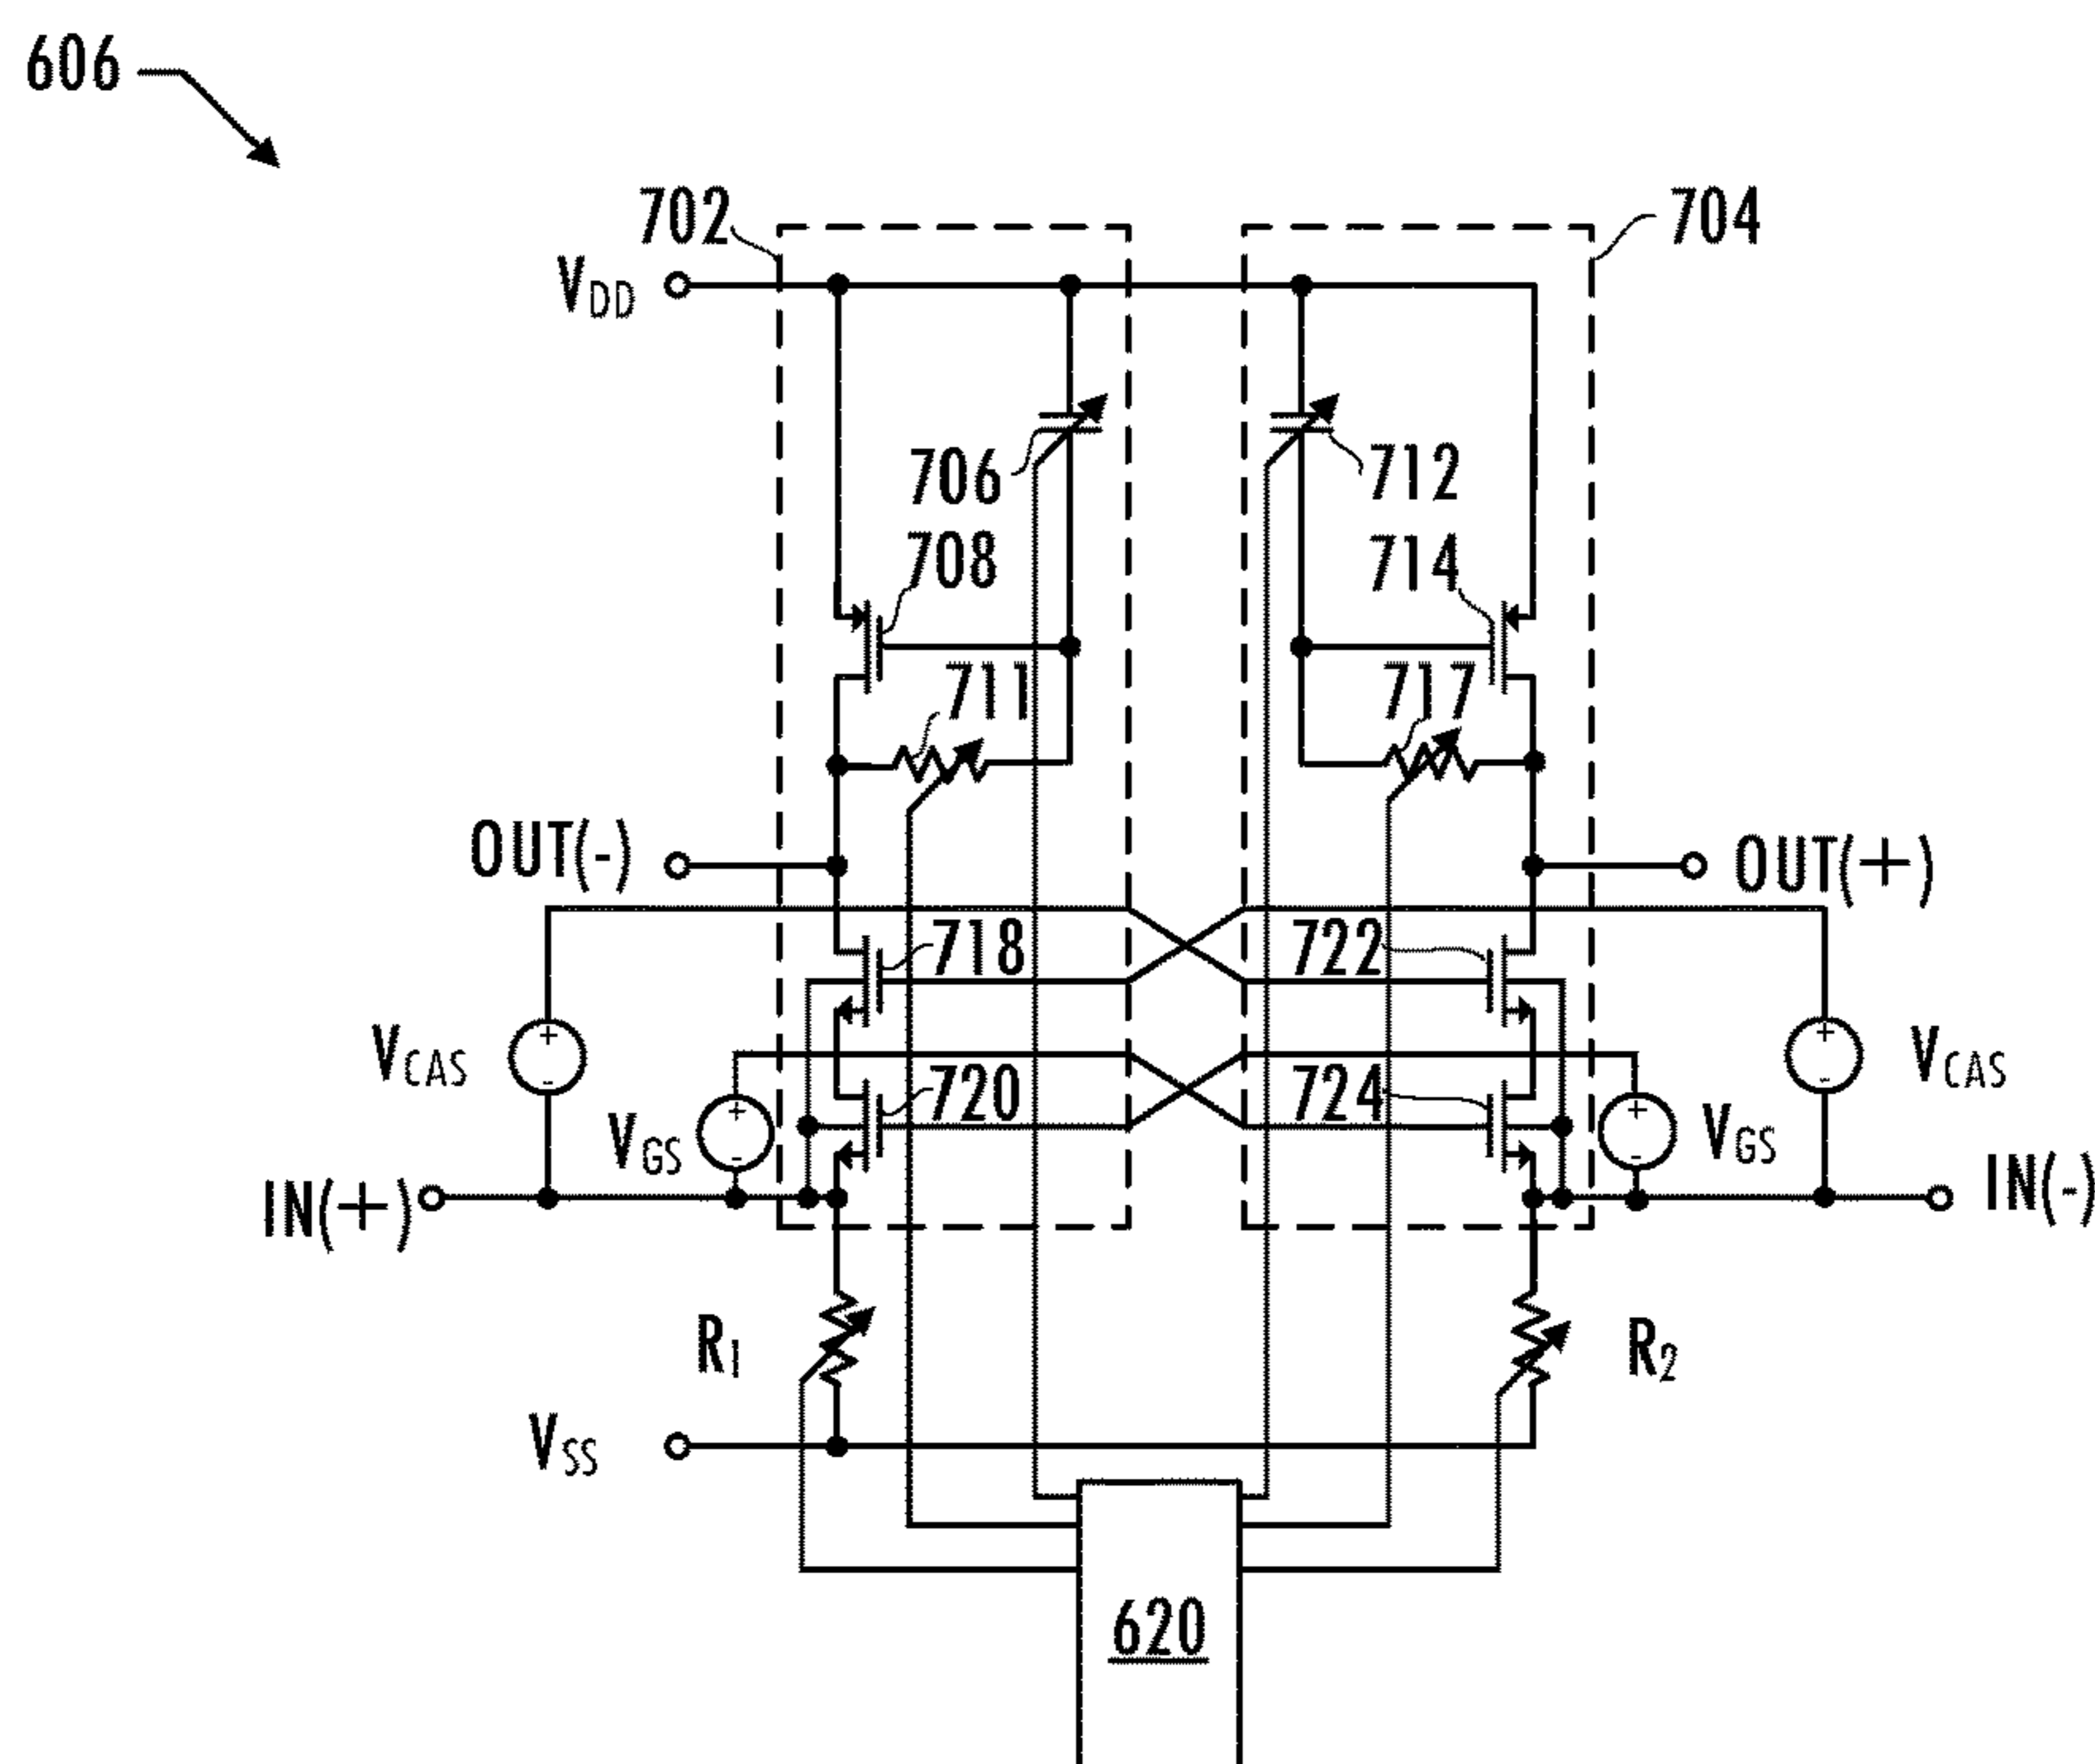 606
702
704
VDD
706
712
708
714
711
717
OUT(-)
OUT(+)
718
722
VCAS
VCAS
720
724
VGS
VGS
IN(+)
IN(-)
R1
R2
VSS
620